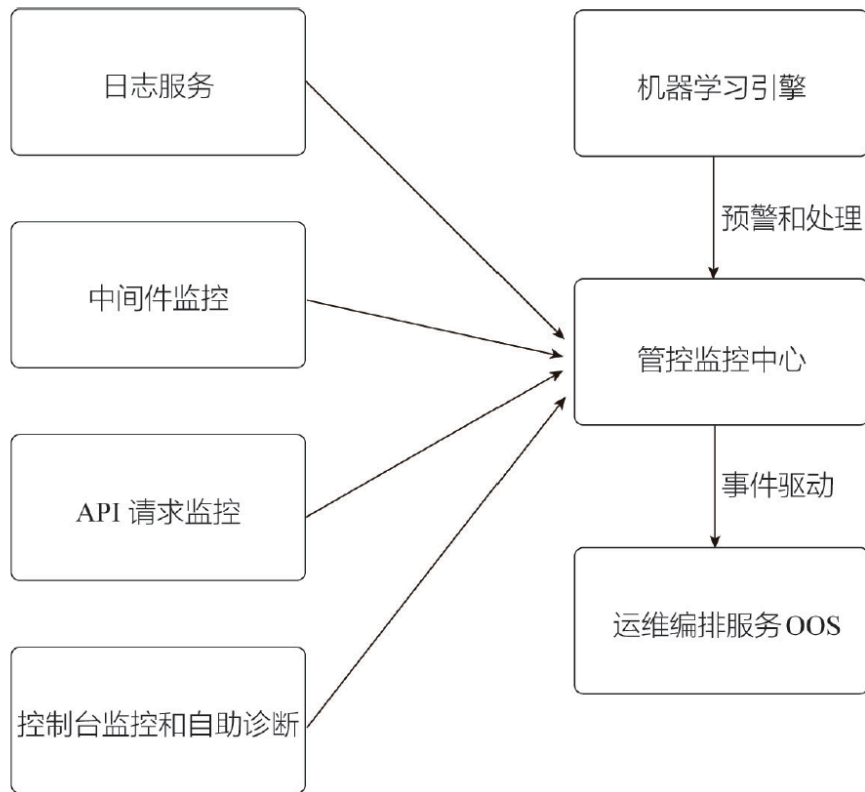 日志服务
机器学习引擎
预警和处理
中间件监控
管控监控中心
API 请求监控
事件驱动
运维编排服务 OOS
控制台监控和自助诊断